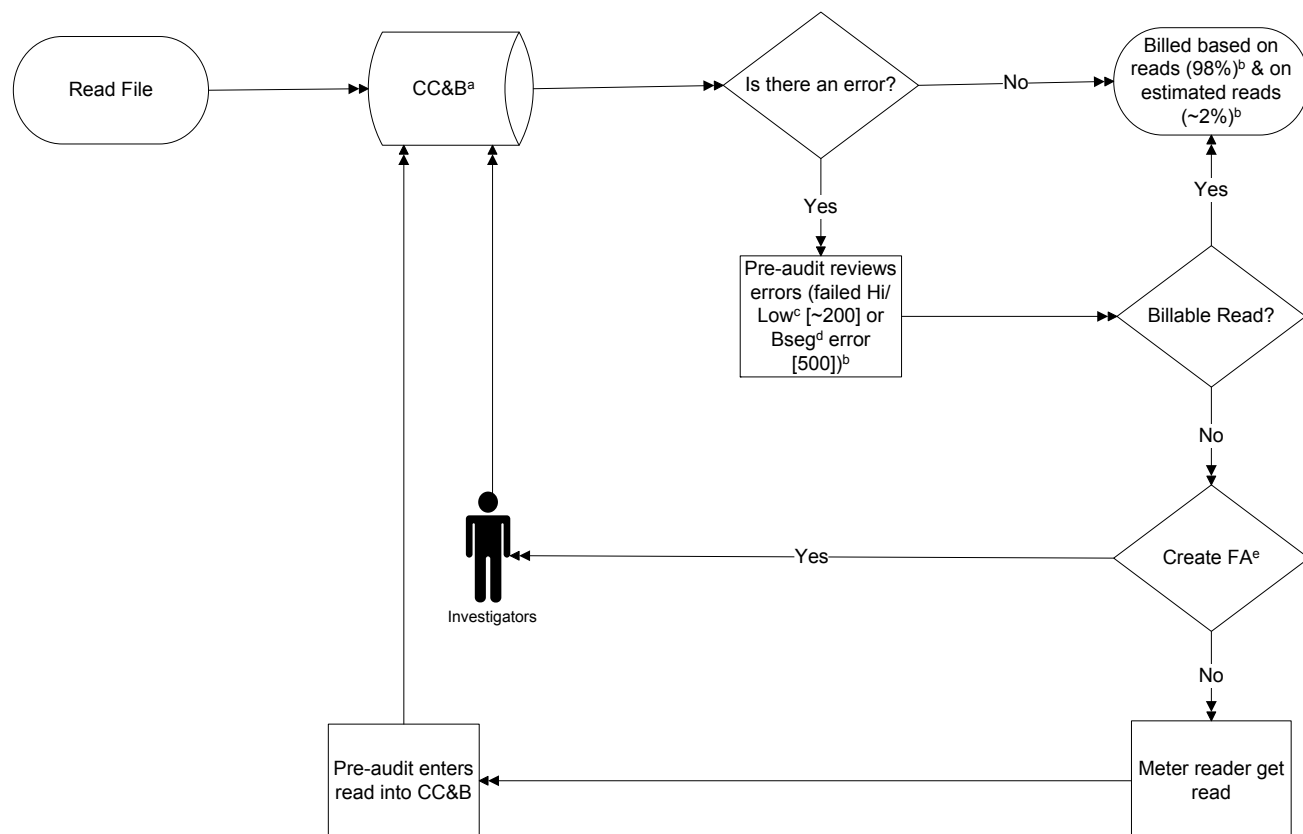 Read File
CC&Bᵃ
Is there an error?
No
Billed based on
reads (98%)ᵇ & on
estimated reads
(~2%)ᵇ
Yes
Yes
Pre-audit reviews
errors (failed Hi/
Lowᶜ [~200] or
Bsegᵈ error
[500])ᵇ
Billable Read?
No
Create FAᵉ
Yes
Investigators
No
Meter reader get
read
Pre-audit enters
read into CC&B